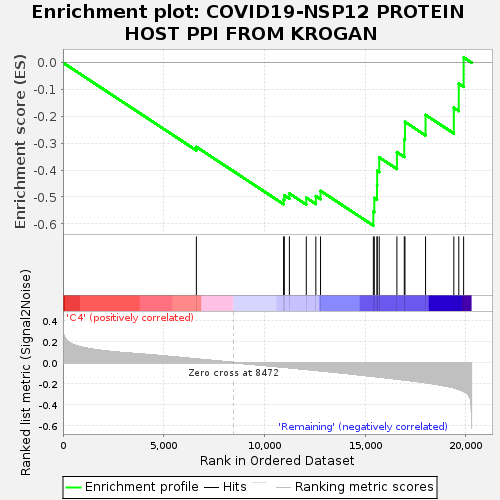 Enrichment plot: COVID19-NSP12 PROTEIN
HOST PPI FROM KROGAN
Enrichment score (ES)
0.0
-0.1
-0.2
-0.3
-0.4
-0.5
-0.6
Ranked list metric (Signal2Noise)
'C4' (positively correlated)
0.4
0.2
0.0
-0.2
-0.4
-0.6
Zero cross at 8472
'Remaining' (negatively correlated)
0
5,000
10,000
15,000
20,000
Rank in Ordered Dataset
Enrichment profile
Hits
Ranking metric scores